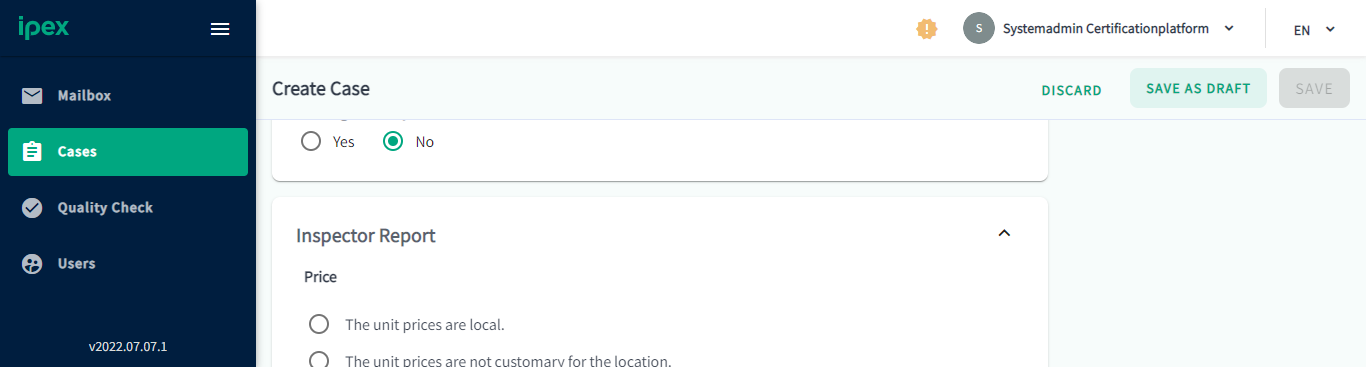 ipex
S
Systemadmin Certificationplatform
EN
Mailbox
Cases
Quality Check
Users
v2022.07.07.1
Create Case
DISCARD
SAVE AS DRAFT
SAVE
Yes
No
Inspector Report
Price
The unit prices are local.
The unit prices are not customary for the location.